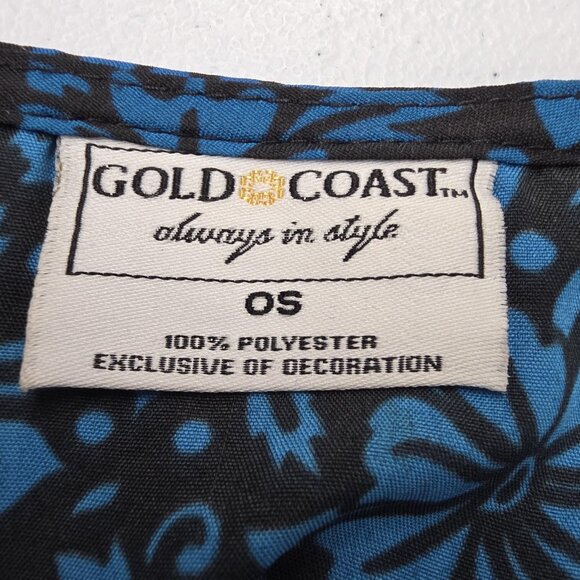 GOLD COAST™
always in style
OS
100% POLYESTER
EXCLUSIVE OF DECORATION